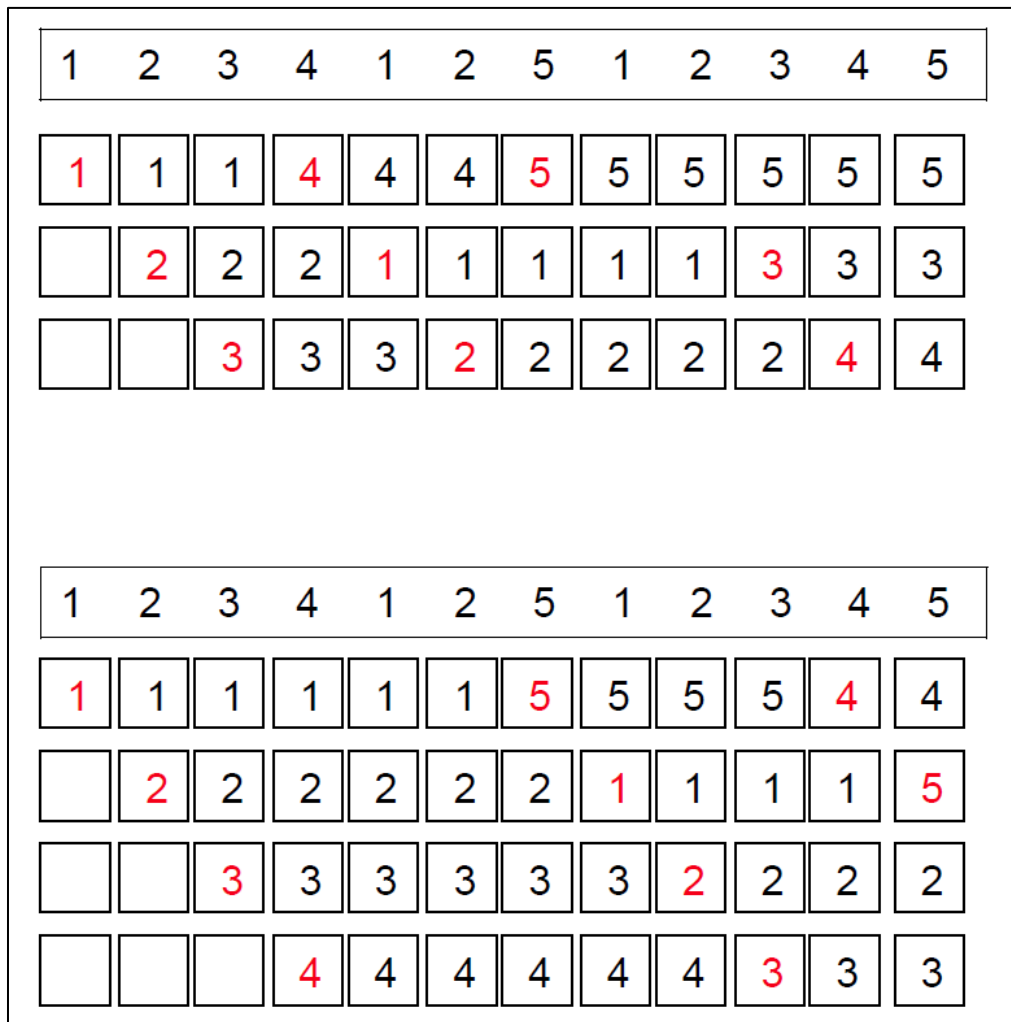 1 2 3 4 1 2 5 1 2 3 4 5
1 1 1 4 4 4 5 5 5 5 5 5
2 2 2 1 1 1 1 1 3 3 3
3 3 3 2 2 2 2 2 4 4
1 2 3 4 1 2 5 1 2 3 4 5
1 1 1 1 1 1 5 5 5 5 4 4
2 2 2 2 2 2 1 1 1 1 5
3 3 3 3 3 3 2 2 2 2
4 4 4 4 4 4 3 3 3